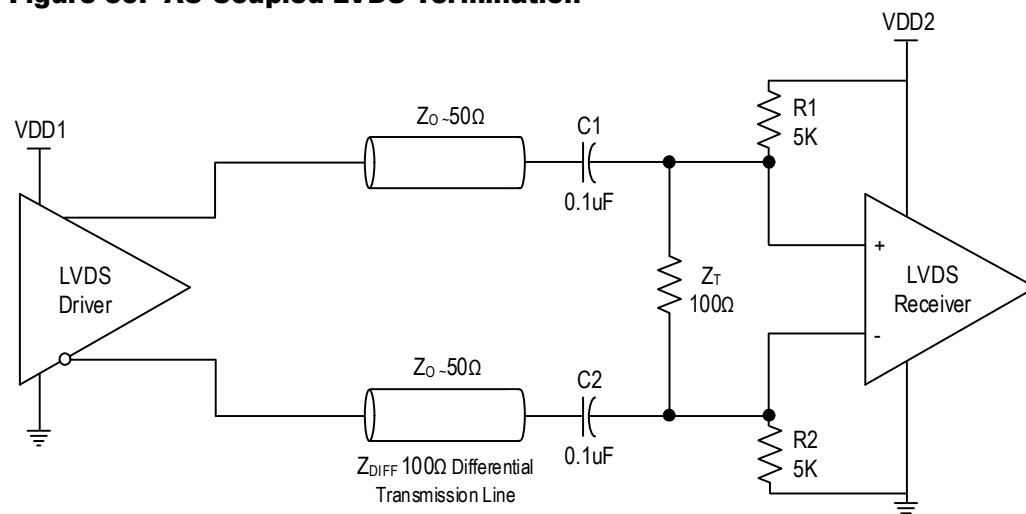 Figure 00: AC Coupled LVDS Termination
VDD2
VDD1
ZO ~50Ω
C1
0.1uF
R1
5K
LVDS
Driver
ZT
100Ω
+
-
LVDS
Receiver
ZO ~50Ω
C2
0.1uF
R2
5K
ZDIFF 100Ω Differential
Transmission Line